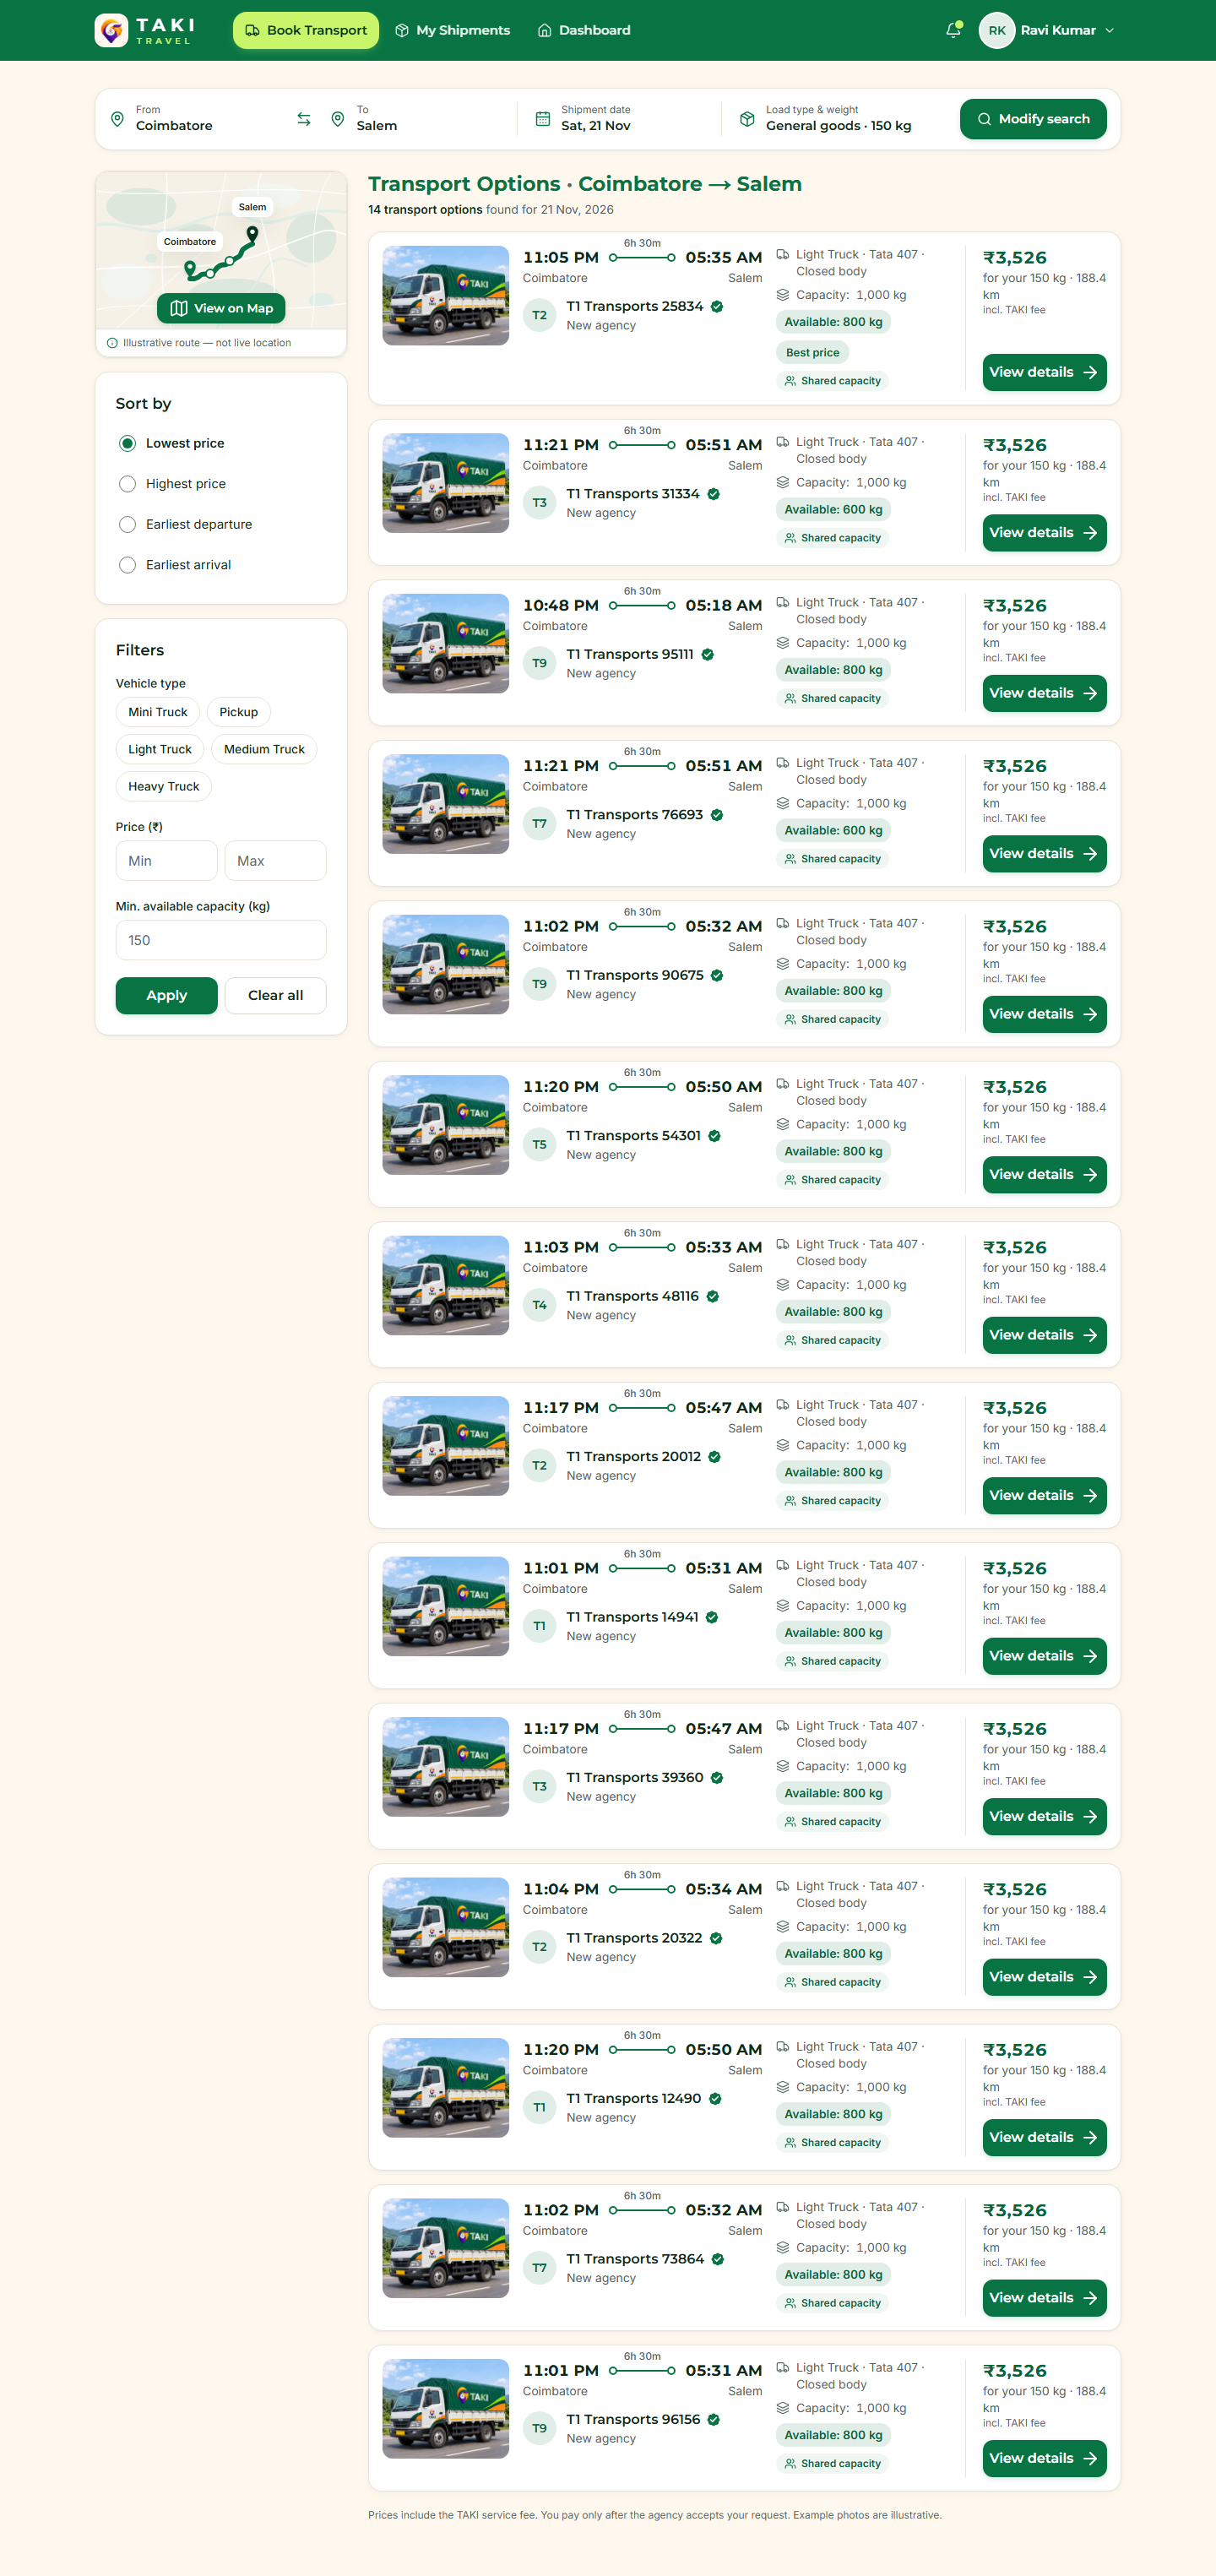 TAKI
TRAVEL
Book Transport
My Shipments
Dashboard
RK
Ravi Kumar
From
Coimbatore
To
Salem
Shipment date
Sat, 21 Nov
Load type & weight
General goods · 150 kg
Modify search
Salem
Coimbatore
View on Map
Illustrative route — not live location
Sort by
Lowest price
Highest price
Earliest departure
Earliest arrival
Filters
Vehicle type
Mini Truck
Pickup
Light Truck
Medium Truck
Heavy Truck
Price (₹)
Min
Max
Min. available capacity (kg)
150
Apply
Clear all
Transport Options · Coimbatore → Salem
14 transport options found for 21 Nov, 2026
TAKI
11:05 PM
6h 30m
05:35 AM
Coimbatore
Salem
T2
T1 Transports 25834
New agency
Light Truck · Tata 407 ·
Closed body
Capacity: 1,000 kg
Available: 800 kg
Best price
Shared capacity
₹3,526
for your 150 kg · 188.4
km
incl. TAKI fee
View details
TAKI
11:21 PM
6h 30m
05:51 AM
Coimbatore
Salem
T3
T1 Transports 31334
New agency
Light Truck · Tata 407 ·
Closed body
Capacity: 1,000 kg
Available: 600 kg
Shared capacity
₹3,526
for your 150 kg · 188.4
km
incl. TAKI fee
View details
TAKI
10:48 PM
6h 30m
05:18 AM
Coimbatore
Salem
T9
T1 Transports 95111
New agency
Light Truck · Tata 407 ·
Closed body
Capacity: 1,000 kg
Available: 800 kg
Shared capacity
₹3,526
for your 150 kg · 188.4
km
incl. TAKI fee
View details
TAKI
11:21 PM
6h 30m
05:51 AM
Coimbatore
Salem
T7
T1 Transports 76693
New agency
Light Truck · Tata 407 ·
Closed body
Capacity: 1,000 kg
Available: 600 kg
Shared capacity
₹3,526
for your 150 kg · 188.4
km
incl. TAKI fee
View details
TAKI
11:02 PM
6h 30m
05:32 AM
Coimbatore
Salem
T9
T1 Transports 90675
New agency
Light Truck · Tata 407 ·
Closed body
Capacity: 1,000 kg
Available: 800 kg
Shared capacity
₹3,526
for your 150 kg · 188.4
km
incl. TAKI fee
View details
TAKI
11:20 PM
6h 30m
05:50 AM
Coimbatore
Salem
T5
T1 Transports 54301
New agency
Light Truck · Tata 407 ·
Closed body
Capacity: 1,000 kg
Available: 800 kg
Shared capacity
₹3,526
for your 150 kg · 188.4
km
incl. TAKI fee
View details
TAKI
11:03 PM
6h 30m
05:33 AM
Coimbatore
Salem
T4
T1 Transports 48116
New agency
Light Truck · Tata 407 ·
Closed body
Capacity: 1,000 kg
Available: 800 kg
Shared capacity
₹3,526
for your 150 kg · 188.4
km
incl. TAKI fee
View details
TAKI
11:17 PM
6h 30m
05:47 AM
Coimbatore
Salem
T2
T1 Transports 20012
New agency
Light Truck · Tata 407 ·
Closed body
Capacity: 1,000 kg
Available: 800 kg
Shared capacity
₹3,526
for your 150 kg · 188.4
km
incl. TAKI fee
View details
TAKI
11:01 PM
6h 30m
05:31 AM
Coimbatore
Salem
T1
T1 Transports 14941
New agency
Light Truck · Tata 407 ·
Closed body
Capacity: 1,000 kg
Available: 800 kg
Shared capacity
₹3,526
for your 150 kg · 188.4
km
incl. TAKI fee
View details
TAKI
11:17 PM
6h 30m
05:47 AM
Coimbatore
Salem
T3
T1 Transports 39360
New agency
Light Truck · Tata 407 ·
Closed body
Capacity: 1,000 kg
Available: 800 kg
Shared capacity
₹3,526
for your 150 kg · 188.4
km
incl. TAKI fee
View details
TAKI
11:04 PM
6h 30m
05:34 AM
Coimbatore
Salem
T2
T1 Transports 20322
New agency
Light Truck · Tata 407 ·
Closed body
Capacity: 1,000 kg
Available: 800 kg
Shared capacity
₹3,526
for your 150 kg · 188.4
km
incl. TAKI fee
View details
TAKI
11:20 PM
6h 30m
05:50 AM
Coimbatore
Salem
T1
T1 Transports 12490
New agency
Light Truck · Tata 407 ·
Closed body
Capacity: 1,000 kg
Available: 800 kg
Shared capacity
₹3,526
for your 150 kg · 188.4
km
incl. TAKI fee
View details
TAKI
11:02 PM
6h 30m
05:32 AM
Coimbatore
Salem
T7
T1 Transports 73864
New agency
Light Truck · Tata 407 ·
Closed body
Capacity: 1,000 kg
Available: 800 kg
Shared capacity
₹3,526
for your 150 kg · 188.4
km
incl. TAKI fee
View details
TAKI
11:01 PM
6h 30m
05:31 AM
Coimbatore
Salem
T9
T1 Transports 96156
New agency
Light Truck · Tata 407 ·
Closed body
Capacity: 1,000 kg
Available: 800 kg
Shared capacity
₹3,526
for your 150 kg · 188.4
km
incl. TAKI fee
View details
Prices include the TAKI service fee. You pay only after the agency accepts your request. Example photos are illustrative.